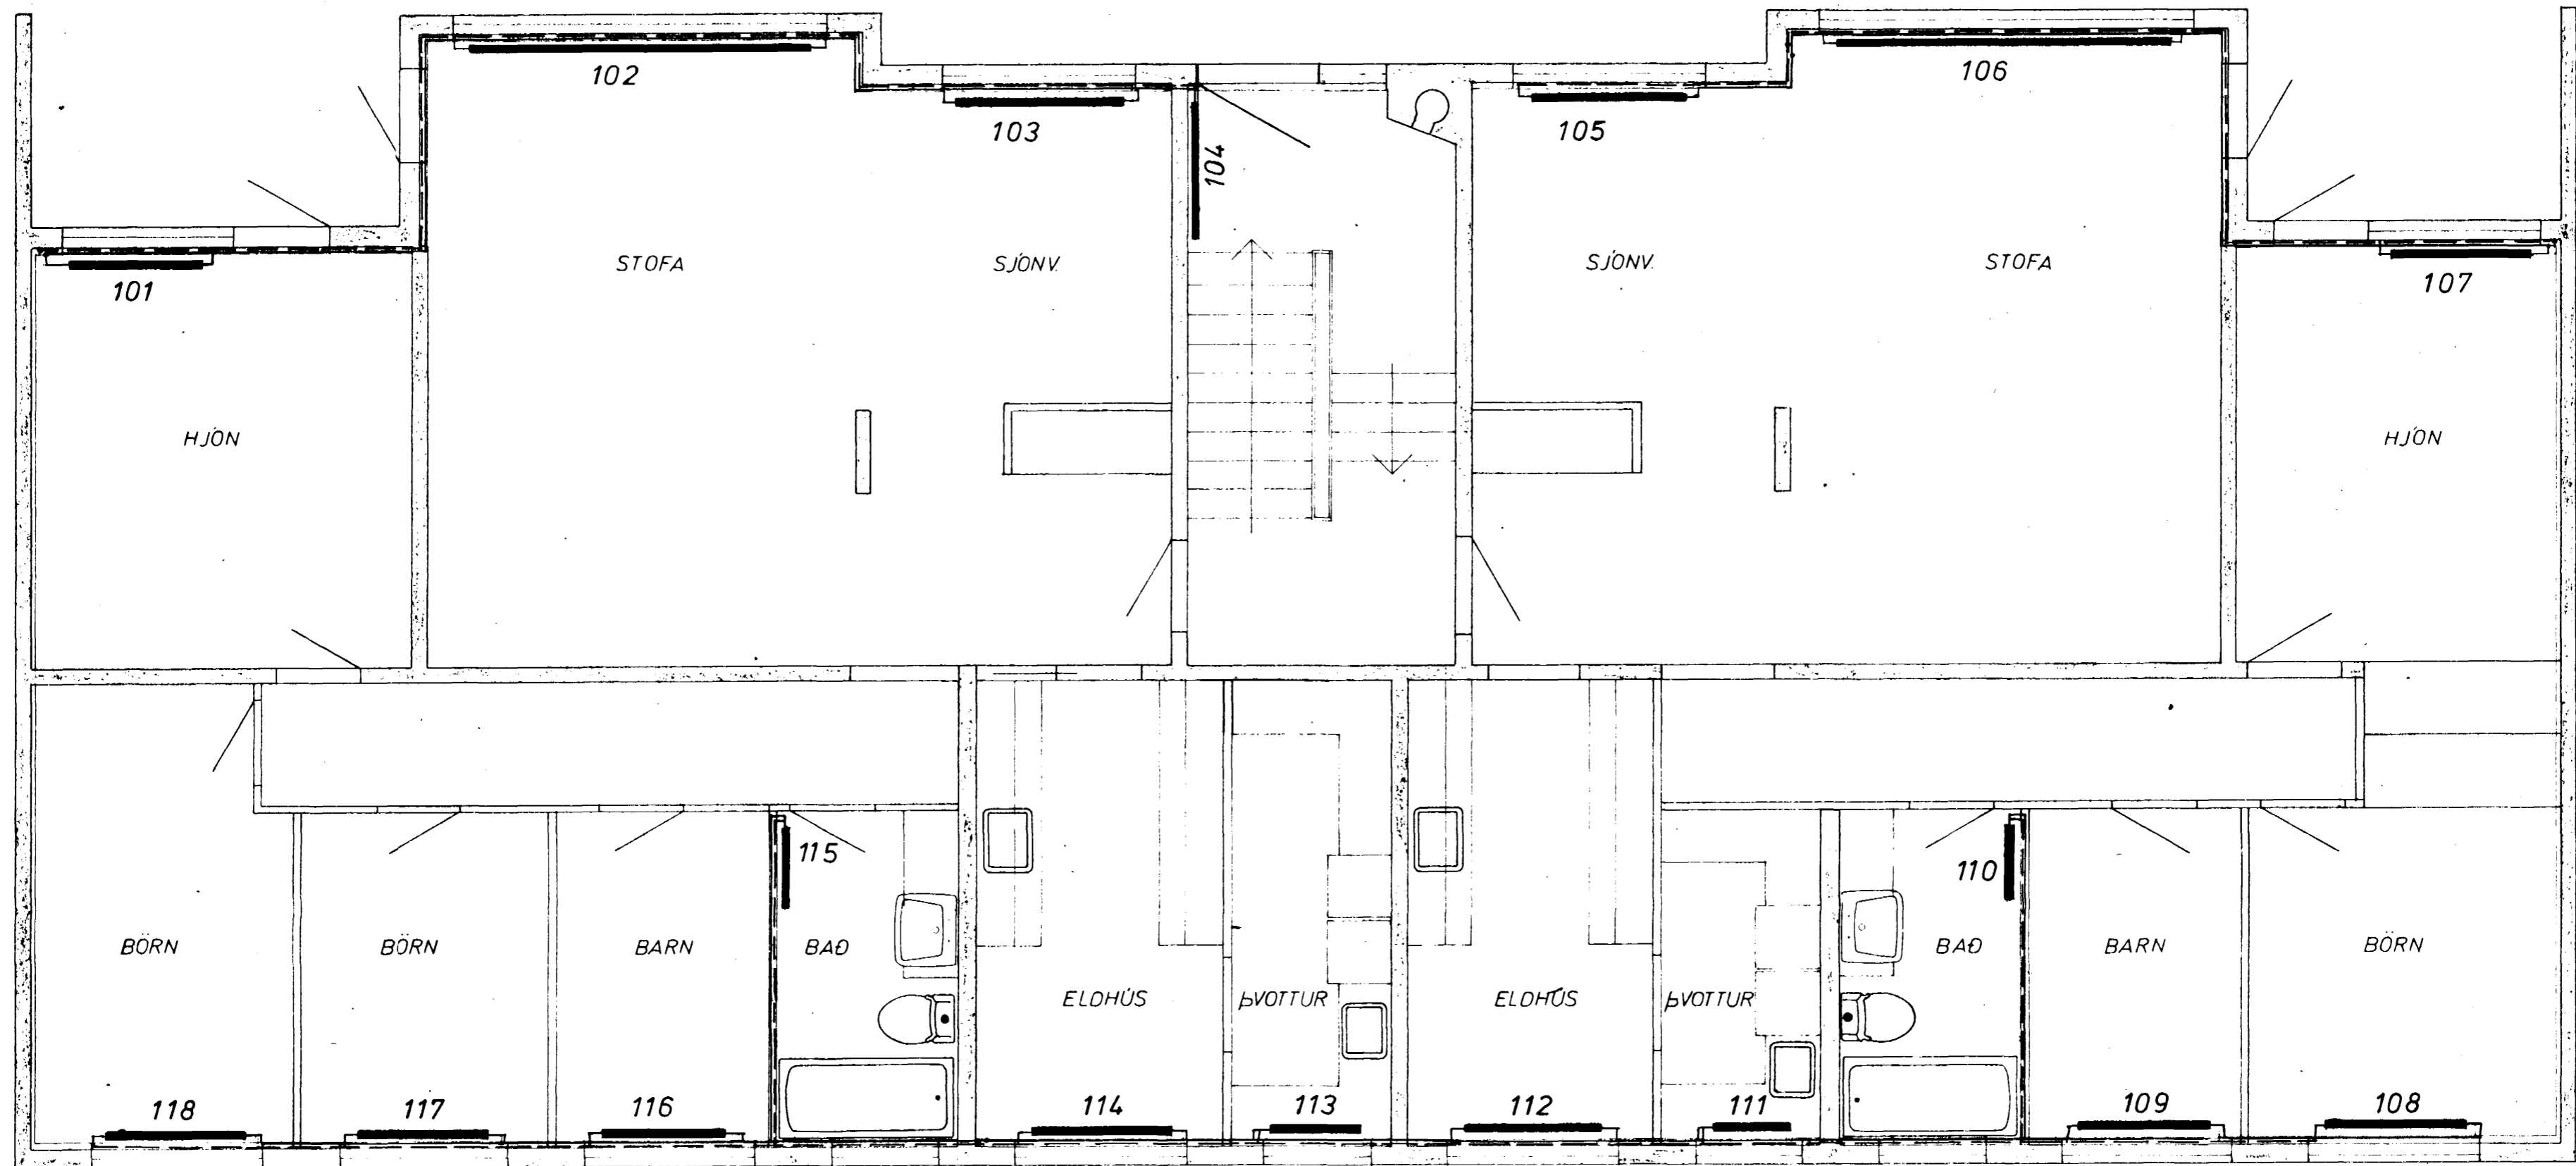 102
106
103
105
104
STOFA
SJÓNV.
SJÓNV.
STOFA
101
107
HJÓN
HJÓN
115
110
BÖRN
BÖRN
BARN
BAÐ
BAÐ
BARN
BÖRN
ELDHÚS
ÞVOTTUR
ELDHÚS
ÞVOTTUR
118
117
116
114
113
112
111
109
108